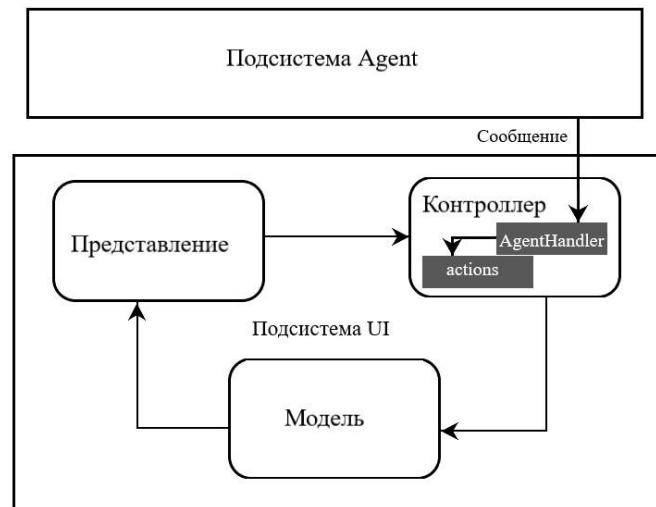 Подсистема Agent
Сообщение
Контроллер
Представление
AgentHandler
actions
Подсистема UI
Модель